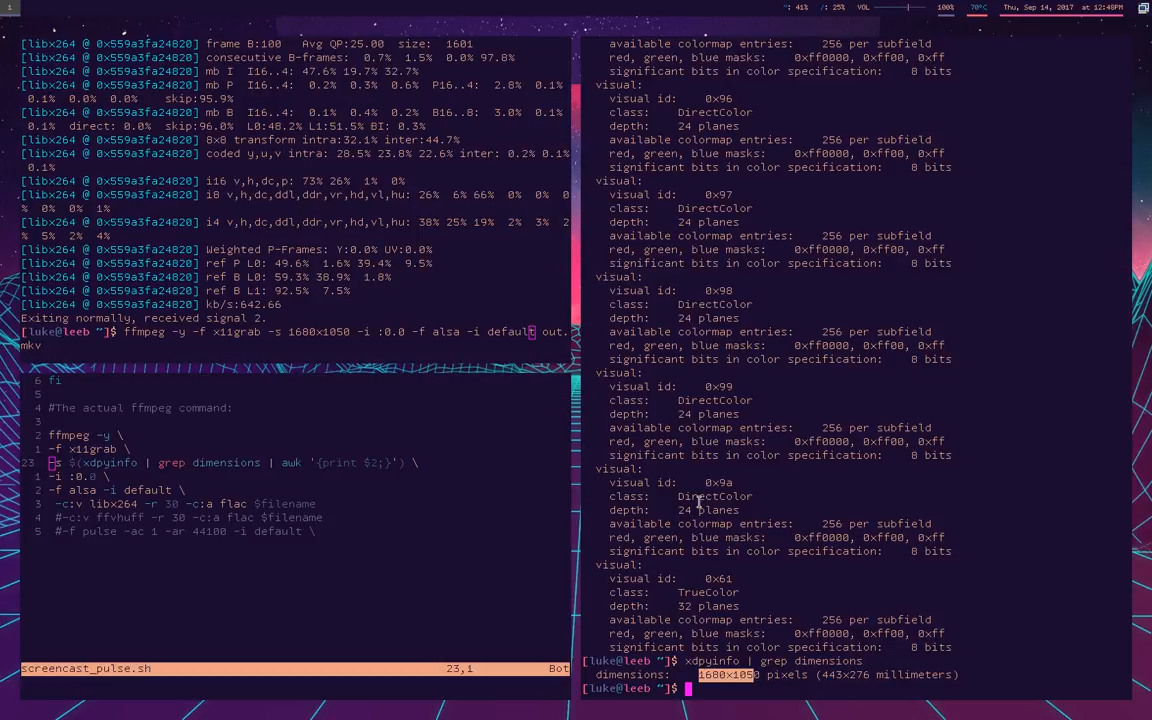 1
: 41%  /: 25%  VOL  100%  70°C  Thu, Sep 14, 2017  at 12:48PM
[libx264 @ 0x559a3fa24820] frame B:100   Avg QP:25.00  size:  1601
[libx264 @ 0x559a3fa24820] consecutive B-frames:  0.7%  1.5%  0.0% 97.8%
[libx264 @ 0x559a3fa24820] mb I  I16..4: 47.6% 19.7% 32.7%
[libx264 @ 0x559a3fa24820] mb P  I16..4:  0.2%  0.3%  0.6%  P16..4:  2.8%  0.1%
 0.1%  0.0%  0.0%    skip:95.9%
[libx264 @ 0x559a3fa24820] mb B  I16..4:  0.1%  0.4%  0.2%  B16..8:  3.0%  0.1%
 0.1%  direct: 0.0%  skip:96.0%  L0:48.2% L1:51.5% BI: 0.3%
[libx264 @ 0x559a3fa24820] 8x8 transform intra:32.1% inter:44.7%
[libx264 @ 0x559a3fa24820] coded y,u,v intra: 28.5% 23.8% 22.6% inter: 0.2% 0.1%
 0.1%
[libx264 @ 0x559a3fa24820] i16 v,h,dc,p: 73% 26%  1%  0%
[libx264 @ 0x559a3fa24820] i8 v,h,dc,ddl,ddr,vr,hd,vl,hu: 26%  6% 66%  0%  0%  0
%  0%  0%  1%
[libx264 @ 0x559a3fa24820] i4 v,h,dc,ddl,ddr,vr,hd,vl,hu: 38% 25% 19%  2%  3%  2
%  5%  2%  4%
[libx264 @ 0x559a3fa24820] Weighted P-Frames: Y:0.0% UV:0.0%
[libx264 @ 0x559a3fa24820] ref P L0: 49.6%  1.6% 39.4%  9.5%
[libx264 @ 0x559a3fa24820] ref B L0: 59.3% 38.9%  1.8%
[libx264 @ 0x559a3fa24820] ref B L1: 92.5%  7.5%
[libx264 @ 0x559a3fa24820] kb/s:642.66
Exiting normally, received signal 2.
[luke@leeb ~]$ ffmpeg -y -f x11grab -s 1680x1050 -i :0.0 -f alsa -i default out.
mkv
6 fi
5
4 #The actual ffmpeg command:
3
2 ffmpeg -y \
1 -f x11grab \
23 -s $(xdpyinfo | grep dimensions | awk '{print $2;}') \
1 -i :0.0 \
2 -f alsa -i default \
3 -c:v libx264 -r 30 -c:a flac $filename
4 #-c:v ffvhuff -r 30 -c:a flac $filename
5 #-f pulse -ac 1 -ar 44100 -i default \
screencast_pulse.sh  23,1  Bot
available colormap entries:    256 per subfield
red, green, blue masks:    0xff0000, 0xff00, 0xff
significant bits in color specification:    8 bits
visual:
visual id:    0x96
class:    DirectColor
depth:    24 planes
available colormap entries:    256 per subfield
red, green, blue masks:    0xff0000, 0xff00, 0xff
significant bits in color specification:    8 bits
visual:
visual id:    0x97
class:    DirectColor
depth:    24 planes
available colormap entries:    256 per subfield
red, green, blue masks:    0xff0000, 0xff00, 0xff
significant bits in color specification:    8 bits
visual:
visual id:    0x98
class:    DirectColor
depth:    24 planes
available colormap entries:    256 per subfield
red, green, blue masks:    0xff0000, 0xff00, 0xff
significant bits in color specification:    8 bits
visual:
visual id:    0x99
class:    DirectColor
depth:    24 planes
available colormap entries:    256 per subfield
red, green, blue masks:    0xff0000, 0xff00, 0xff
significant bits in color specification:    8 bits
visual:
visual id:    0x9a
class:    DirectColor
depth:    24 planes
available colormap entries:    256 per subfield
red, green, blue masks:    0xff0000, 0xff00, 0xff
significant bits in color specification:    8 bits
visual:
visual id:    0x61
class:    TrueColor
depth:    32 planes
available colormap entries:    256 per subfield
red, green, blue masks:    0xff0000, 0xff00, 0xff
significant bits in color specification:    8 bits
[luke@leeb ~]$ xdpyinfo | grep dimensions
dimensions:    1680x1050 pixels (443x276 millimeters)
[luke@leeb ~]$